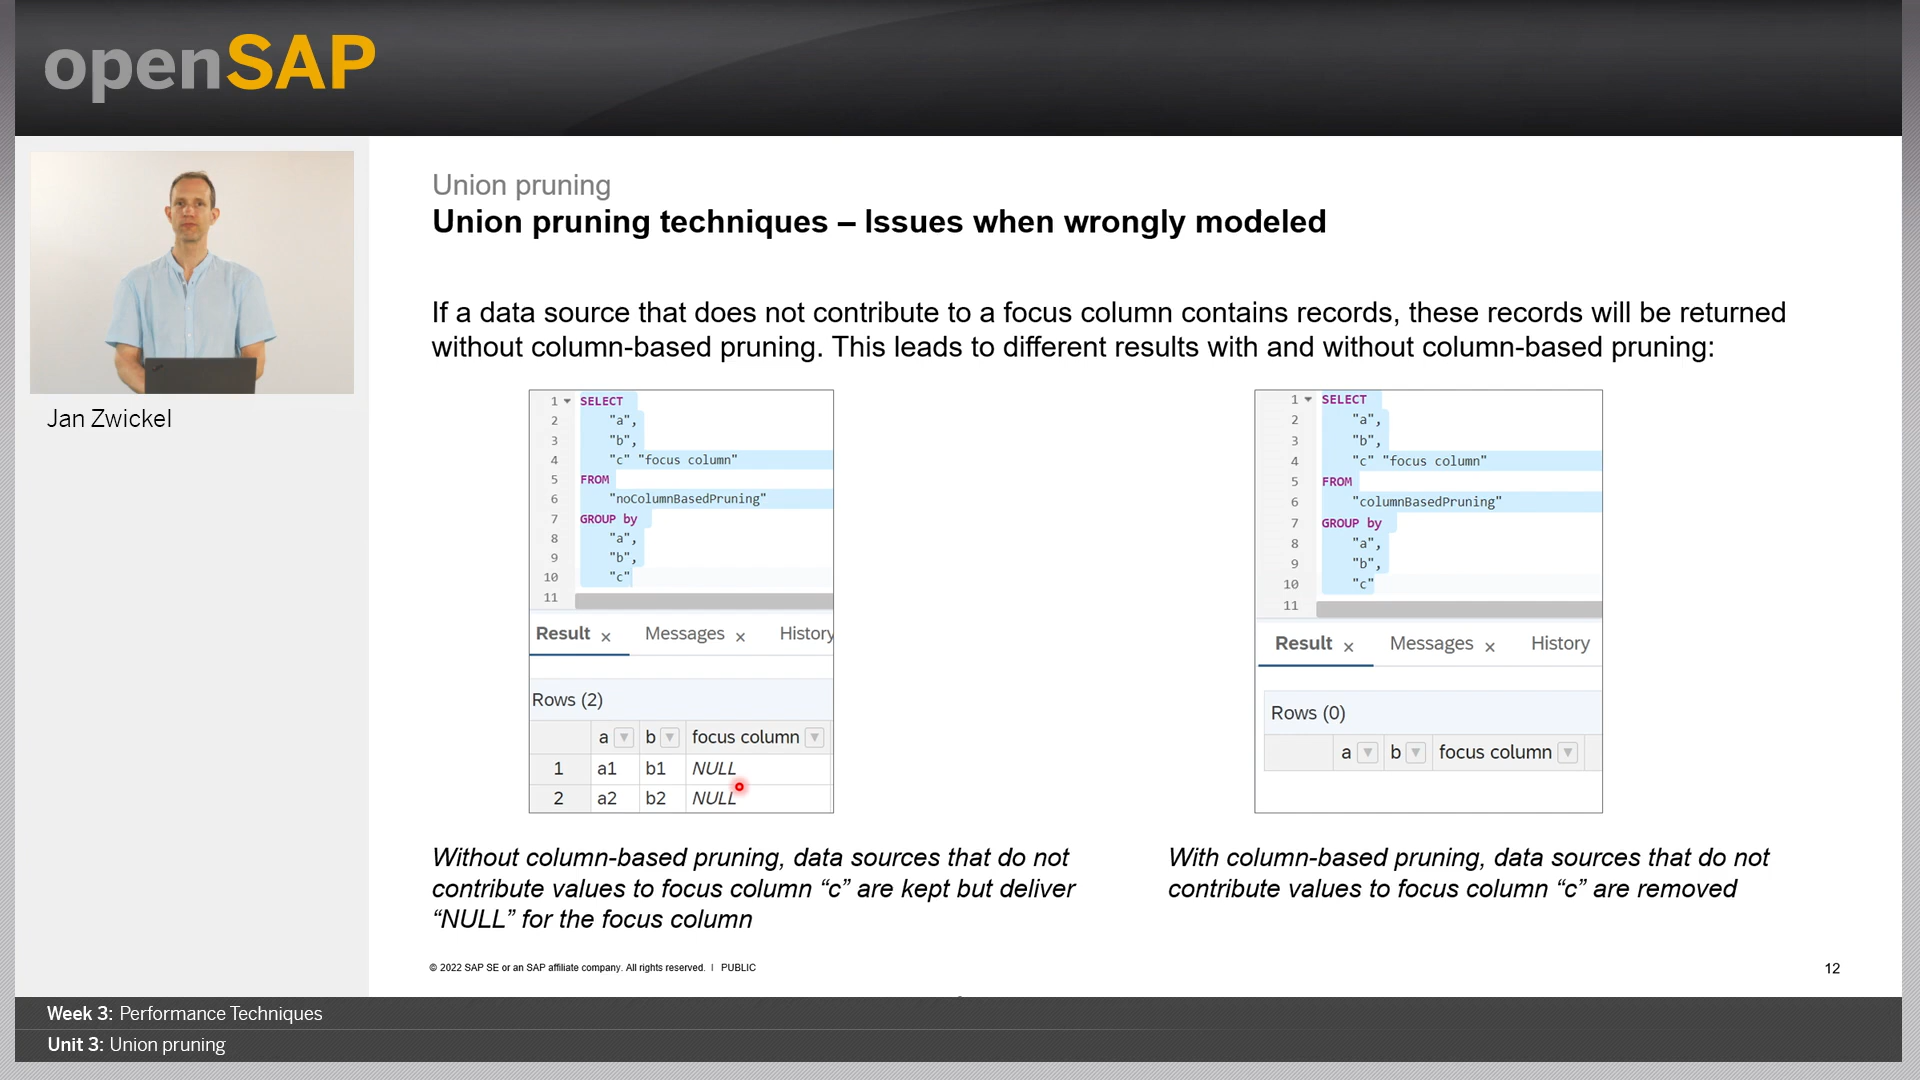 openSAP
Jan Zwickel
Union pruning
Union pruning techniques – Issues when wrongly modeled
If a data source that does not contribute to a focus column contains records, these records will be returned
without column-based pruning. This leads to different results with and without column-based pruning:
1 SELECT
2 "a",
3 "b",
4 "c" "focus column"
5 FROM
6 "noColumnBasedPruning"
7 GROUP by
8 "a",
9 "b",
10 "c"
11
Result × Messages × History
Rows (2)
a b focus column
1 a1 b1 NULL
2 a2 b2 NULL
Without column-based pruning, data sources that do not
contribute values to focus column “c” are kept but deliver
“NULL” for the focus column
1 SELECT
2 "a",
3 "b",
4 "c" "focus column"
5 FROM
6 "columnBasedPruning"
7 GROUP by
8 "a",
9 "b",
10 "c"
11
Result × Messages × History
Rows (0)
a b focus column
With column-based pruning, data sources that do not
contribute values to focus column “c” are removed
© 2022 SAP SE or an SAP affiliate company. All rights reserved. | PUBLIC
12
Week 3: Performance Techniques
Unit 3: Union pruning